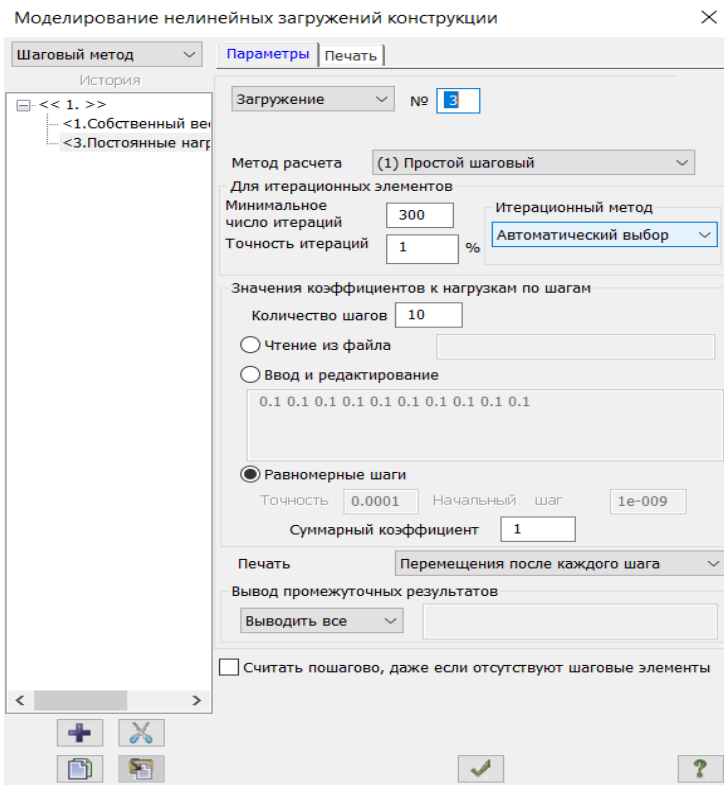 Моделирование нелинейных загружений конструкции
Шаговый метод
История
<< 1. >>
<1.Собственный ве
<3.Постоянные нагр
Параметры
Печать
Загружение
№ 3
Метод расчета (1) Простой шаговый
Для итерационных элементов
Минимальное
число итераций 300
Точность итераций 1 %
Итерационный метод
Автоматический выбор
Значения коэффициентов к нагрузкам по шагам
Количество шагов 10
Чтение из файла
Ввод и редактирование
0.1 0.1 0.1 0.1 0.1 0.1 0.1 0.1 0.1 0.1
Равномерные шаги
Точность 0.0001 Начальный шаг 1e-009
Суммарный коэффициент 1
Печать Перемещения после каждого шага
Вывод промежуточных результатов
Выводить все
Считать пошагово, даже если отсутствуют шаговые элементы
?